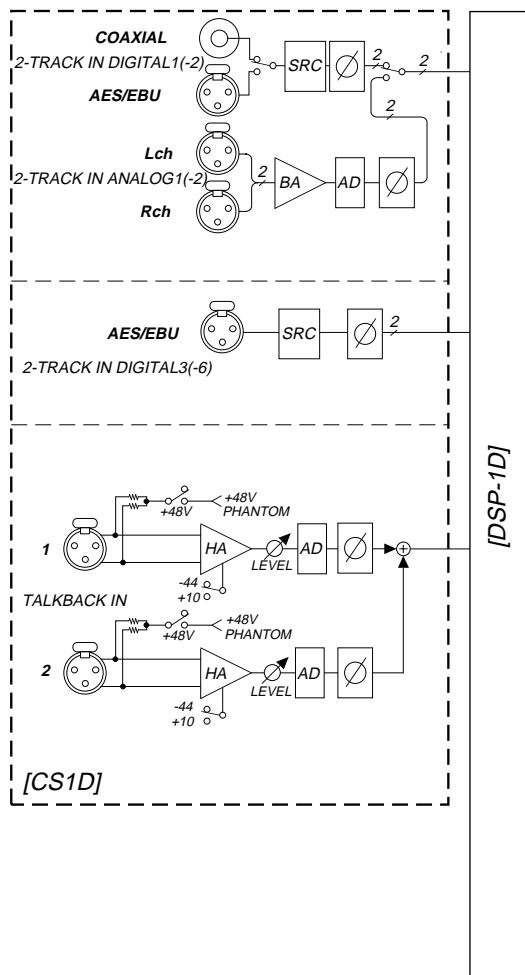 COAXIAL
2-TRACK IN DIGITAL1(-2)
AES/EBU
SRC
2
2
2
Lch
2-TRACK IN ANALOG1(-2)
Rch
2
BA
AD
AES/EBU
SRC
2
2-TRACK IN DIGITAL3(-6)
[DSP-1D]
+48V
+48V
PHANTOM
1
HA
LEVEL
AD
-44
+10
TALKBACK IN
+48V
+48V
PHANTOM
2
HA
LEVEL
AD
-44
+10
[CS1D]